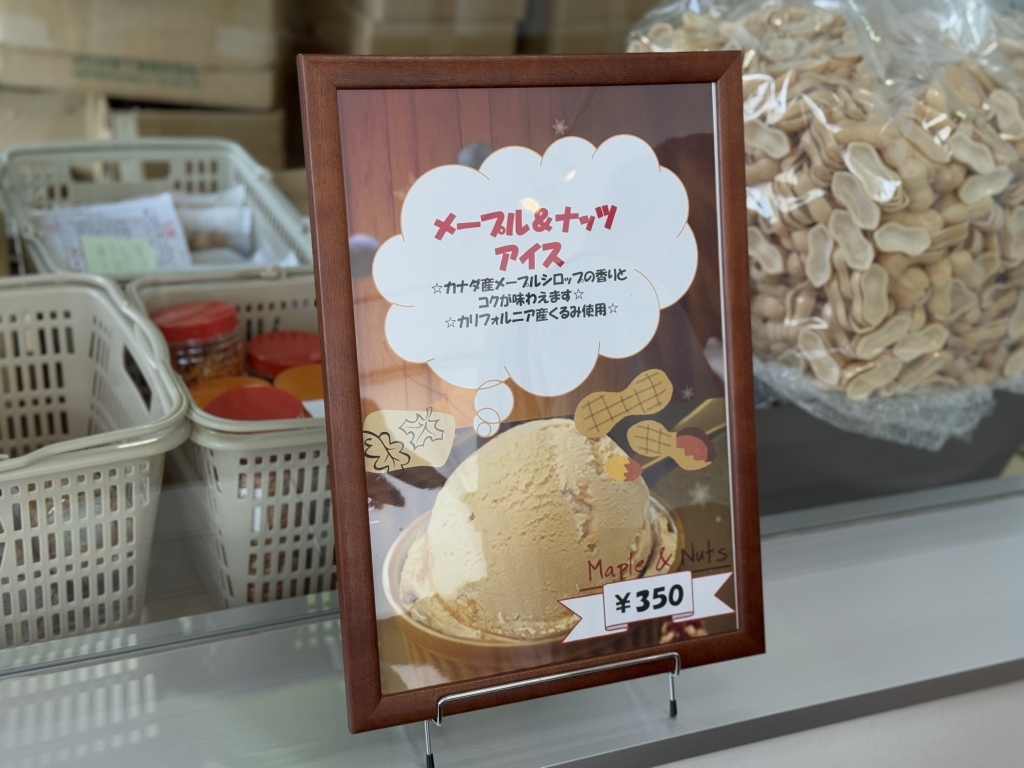 メープル＆ナッツ
アイス
☆カナダ産メープルシロップの香りと
コクが味わえます☆
☆カリフォルニア産くるみ使用☆
Maple & Nuts
￥350